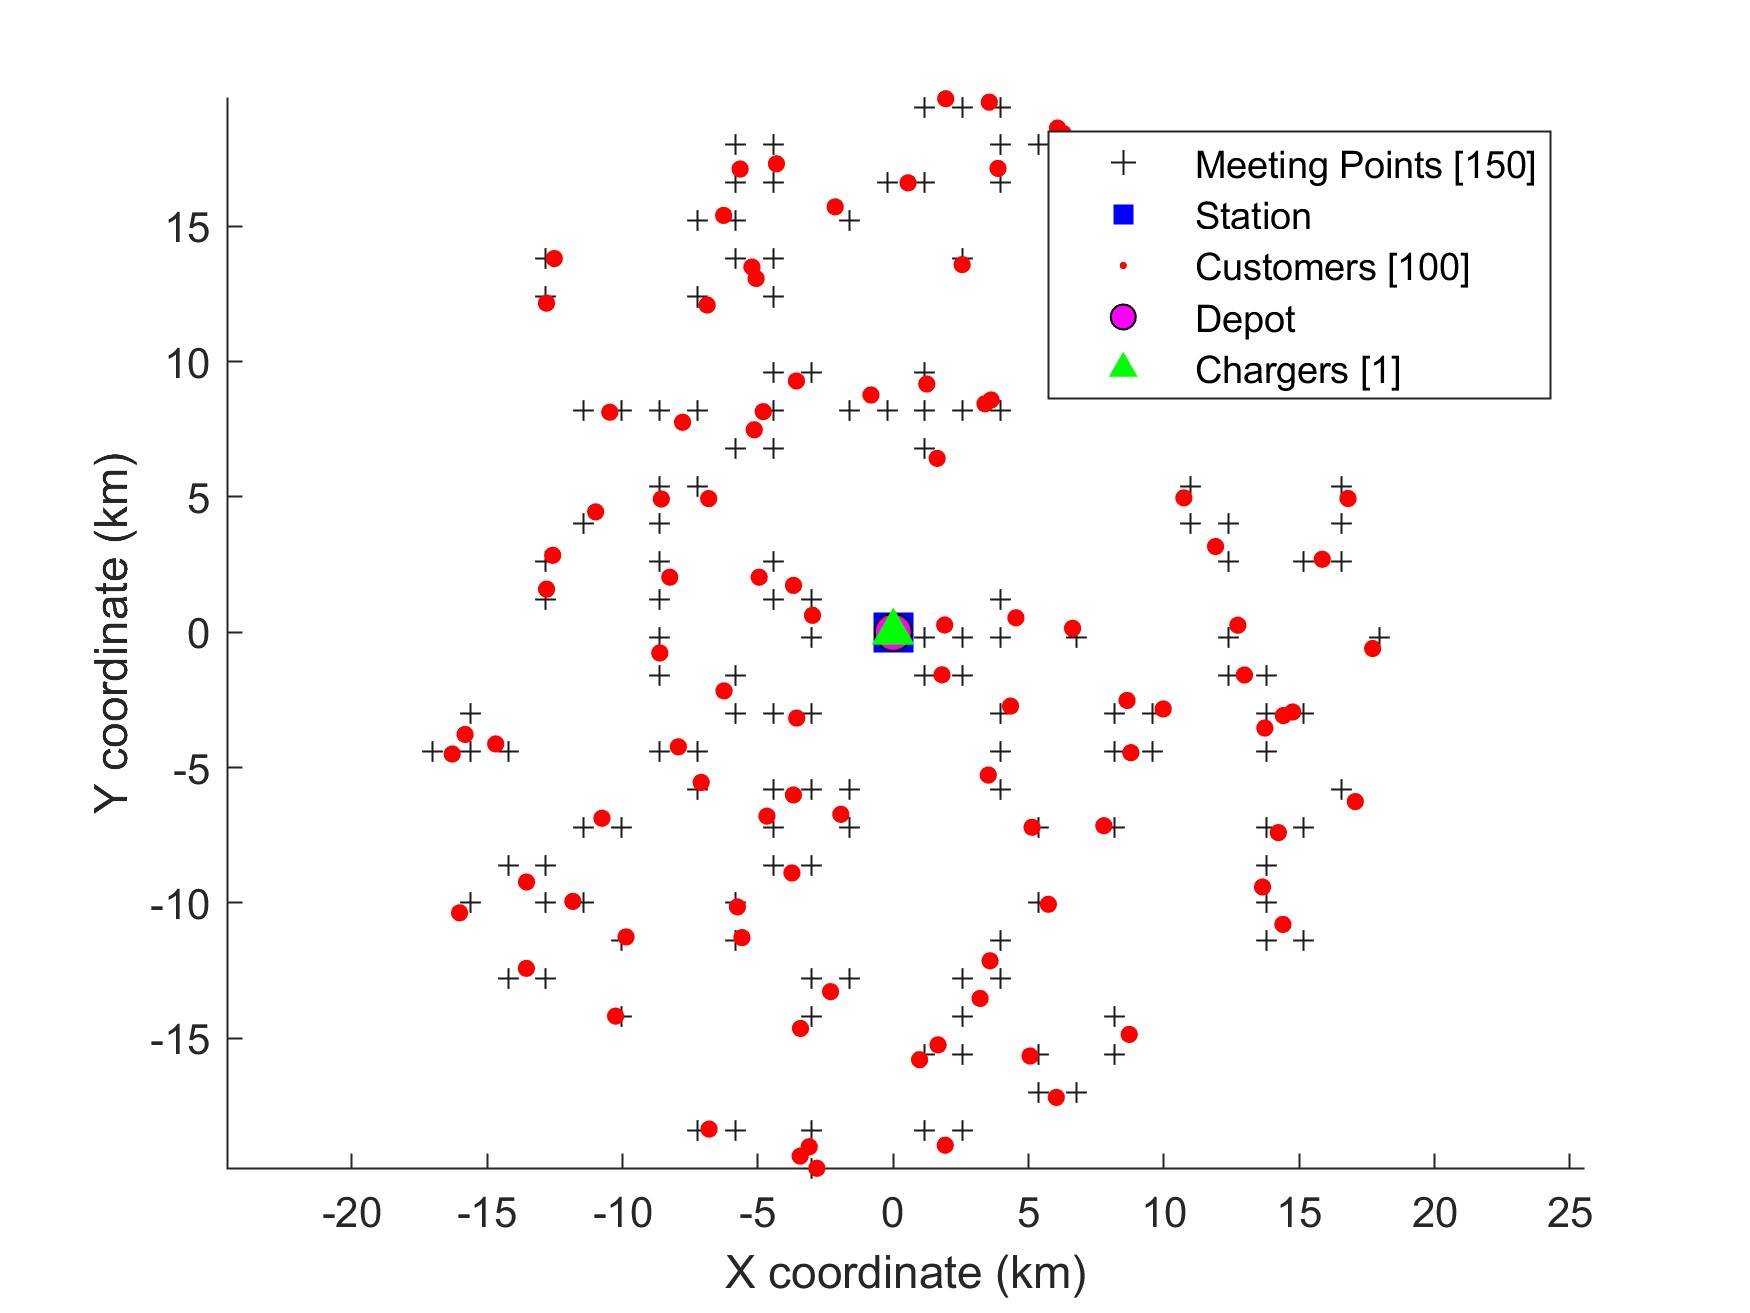 Meeting Points [150]
Station
Customers [100]
Depot
Chargers [1]
15
10
5
0
-5
-10
-15
Y coordinate (km)
-20 -15 -10 -5 0 5 10 15 20 25
X coordinate (km)